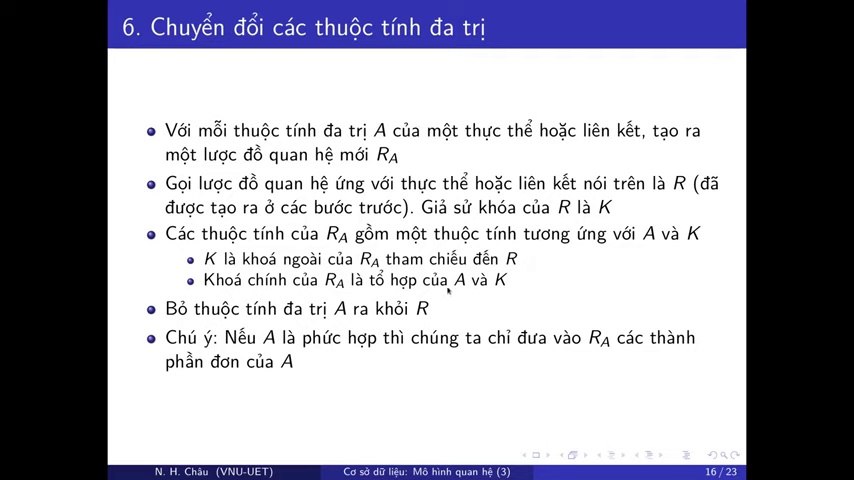 6. Chuyển đổi các thuộc tính đa trị
Với mỗi thuộc tính đa trị A của một thực thể hoặc liên kết, tạo ra
một lược đồ quan hệ mới R_A
Gọi lược đồ quan hệ ứng với thực thể hoặc liên kết nói trên là R (đã
được tạo ra ở các bước trước). Giả sử khóa của R là K
Các thuộc tính của R_A gồm một thuộc tính tương ứng với A và K
K là khoá ngoài của R_A tham chiếu đến R
Khoá chính của R_A là tổ hợp của A và K
Bỏ thuộc tính đa trị A ra khỏi R
Chú ý: Nếu A là phức hợp thì chúng ta chỉ đưa vào R_A các thành
phần đơn của A
N. H. Châu (VNU-UET) Cơ sở dữ liệu: Mô hình quan hệ (3) 16 / 23